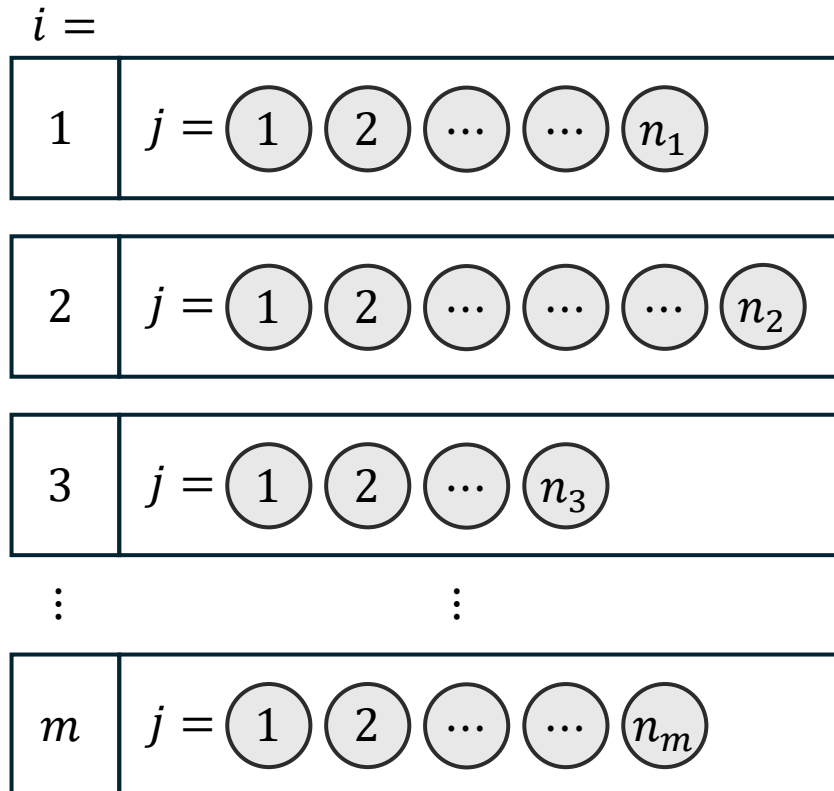 i =
1 j = 1 2 ⋯ ⋯ n₁
2 j = 1 2 ⋯ ⋯ ⋯ n₂
3 j = 1 2 ⋯ n₃
⋮ ⋮
m j = 1 2 ⋯ ⋯ nₘ